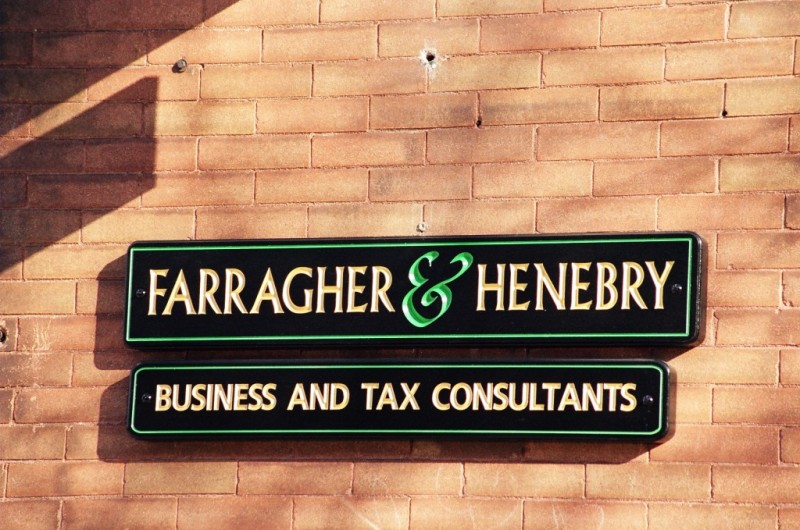 FARRAGHER & HENEBRY
BUSINESS AND TAX CONSULTANTS